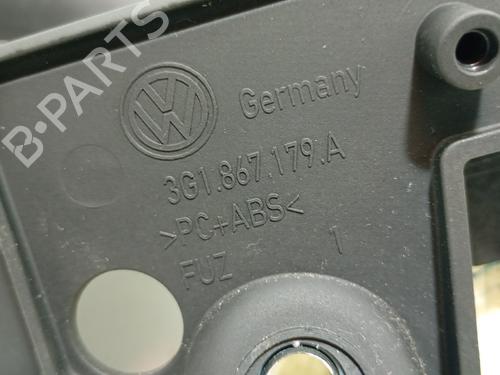 B-PARTS
Germany
3G1.867.179.A
>PC+ABS<
FUZ 1